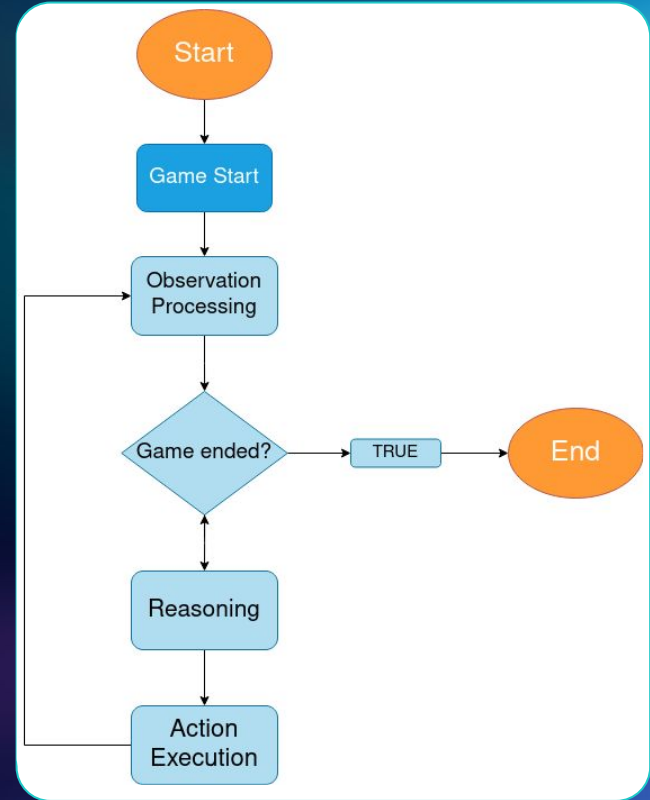 Start
Game Start
Observation
Processing
Game ended?
TRUE
End
Reasoning
Action
Execution